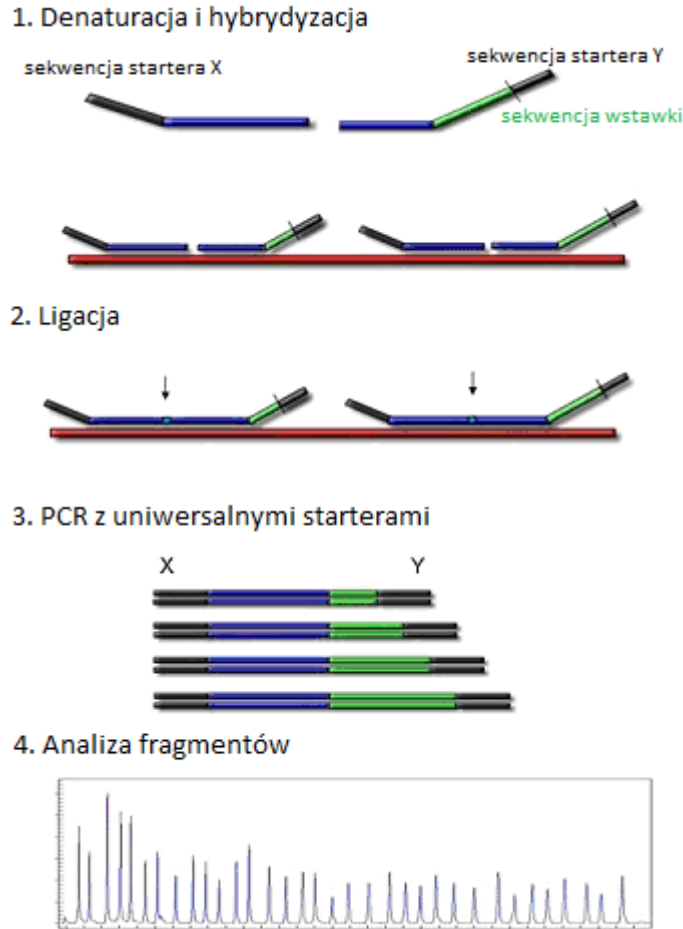 1. Denaturacja i hybrydyzacja
sekwencja startera X
sekwencja startera Y
sekwencja wstawki
2. Ligacja
3. PCR z uniwersalnymi starterami
X Y
4. Analiza fragmentów